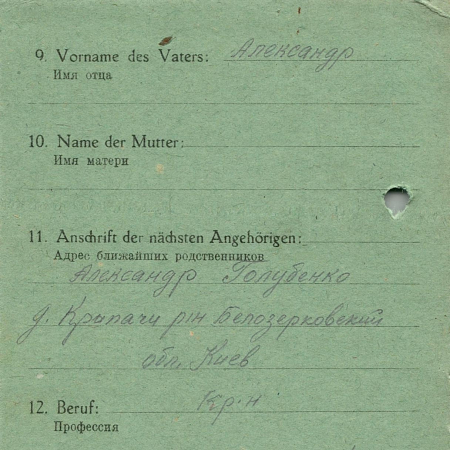 9. Vorname des Vaters: Александр
Имя отца
10. Name der Mutter:
Имя матери
11. Anschrift der nächsten Angehörigen:
Адрес ближайших родственников
Александр Голубенко
д. Крипачи р-н Белозерковский
обл. Киев
12. Beruf: Кр-н
Профессия